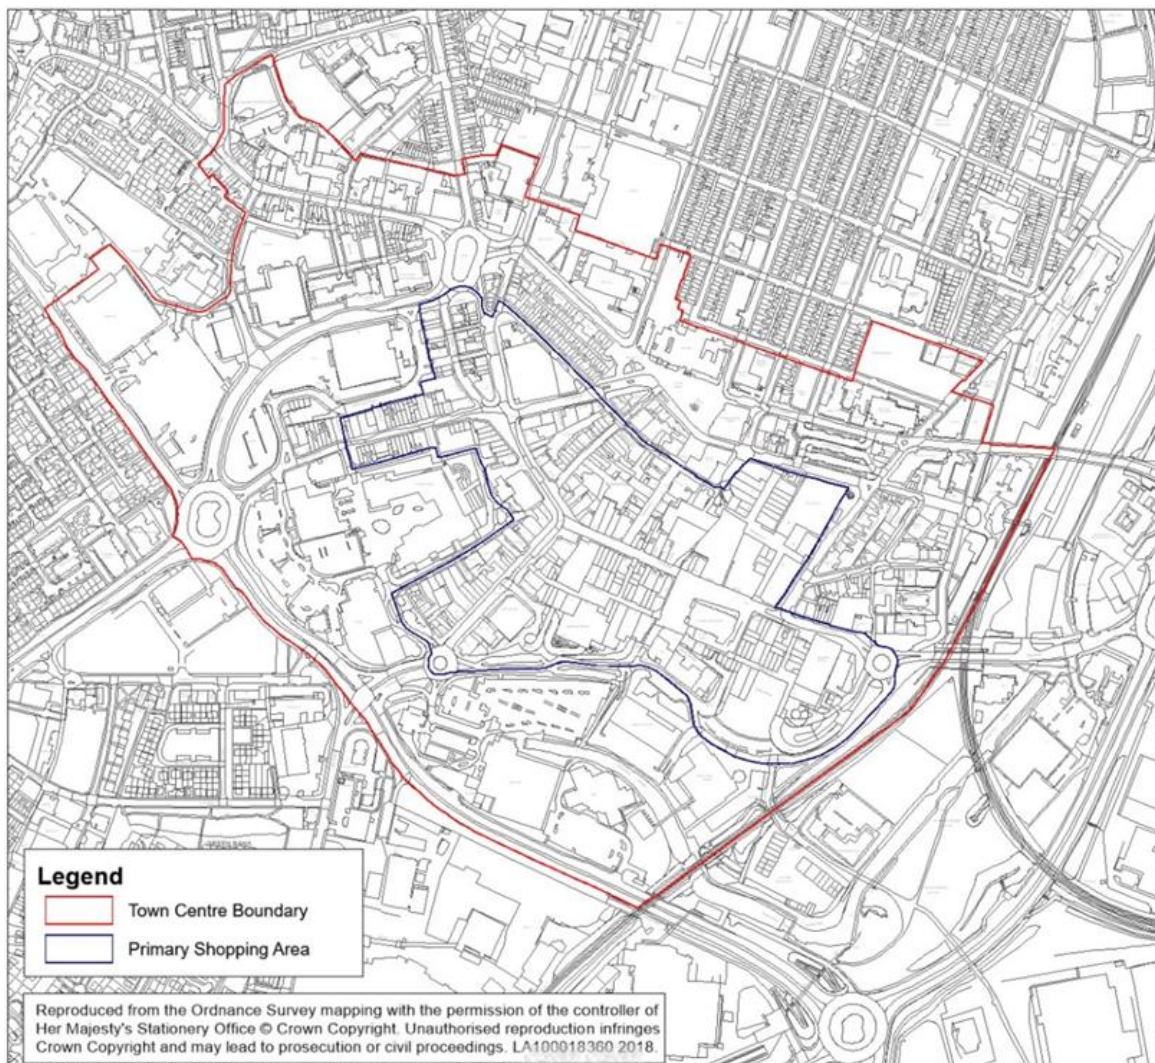 Legend
Town Centre Boundary
Primary Shopping Area
Reproduced from the Ordnance Survey mapping with the permission of the controller of
Her Majesty's Stationery Office © Crown Copyright. Unauthorised reproduction infringes
Crown Copyright and may lead to prosecution or civil proceedings. LA100018360 2018.